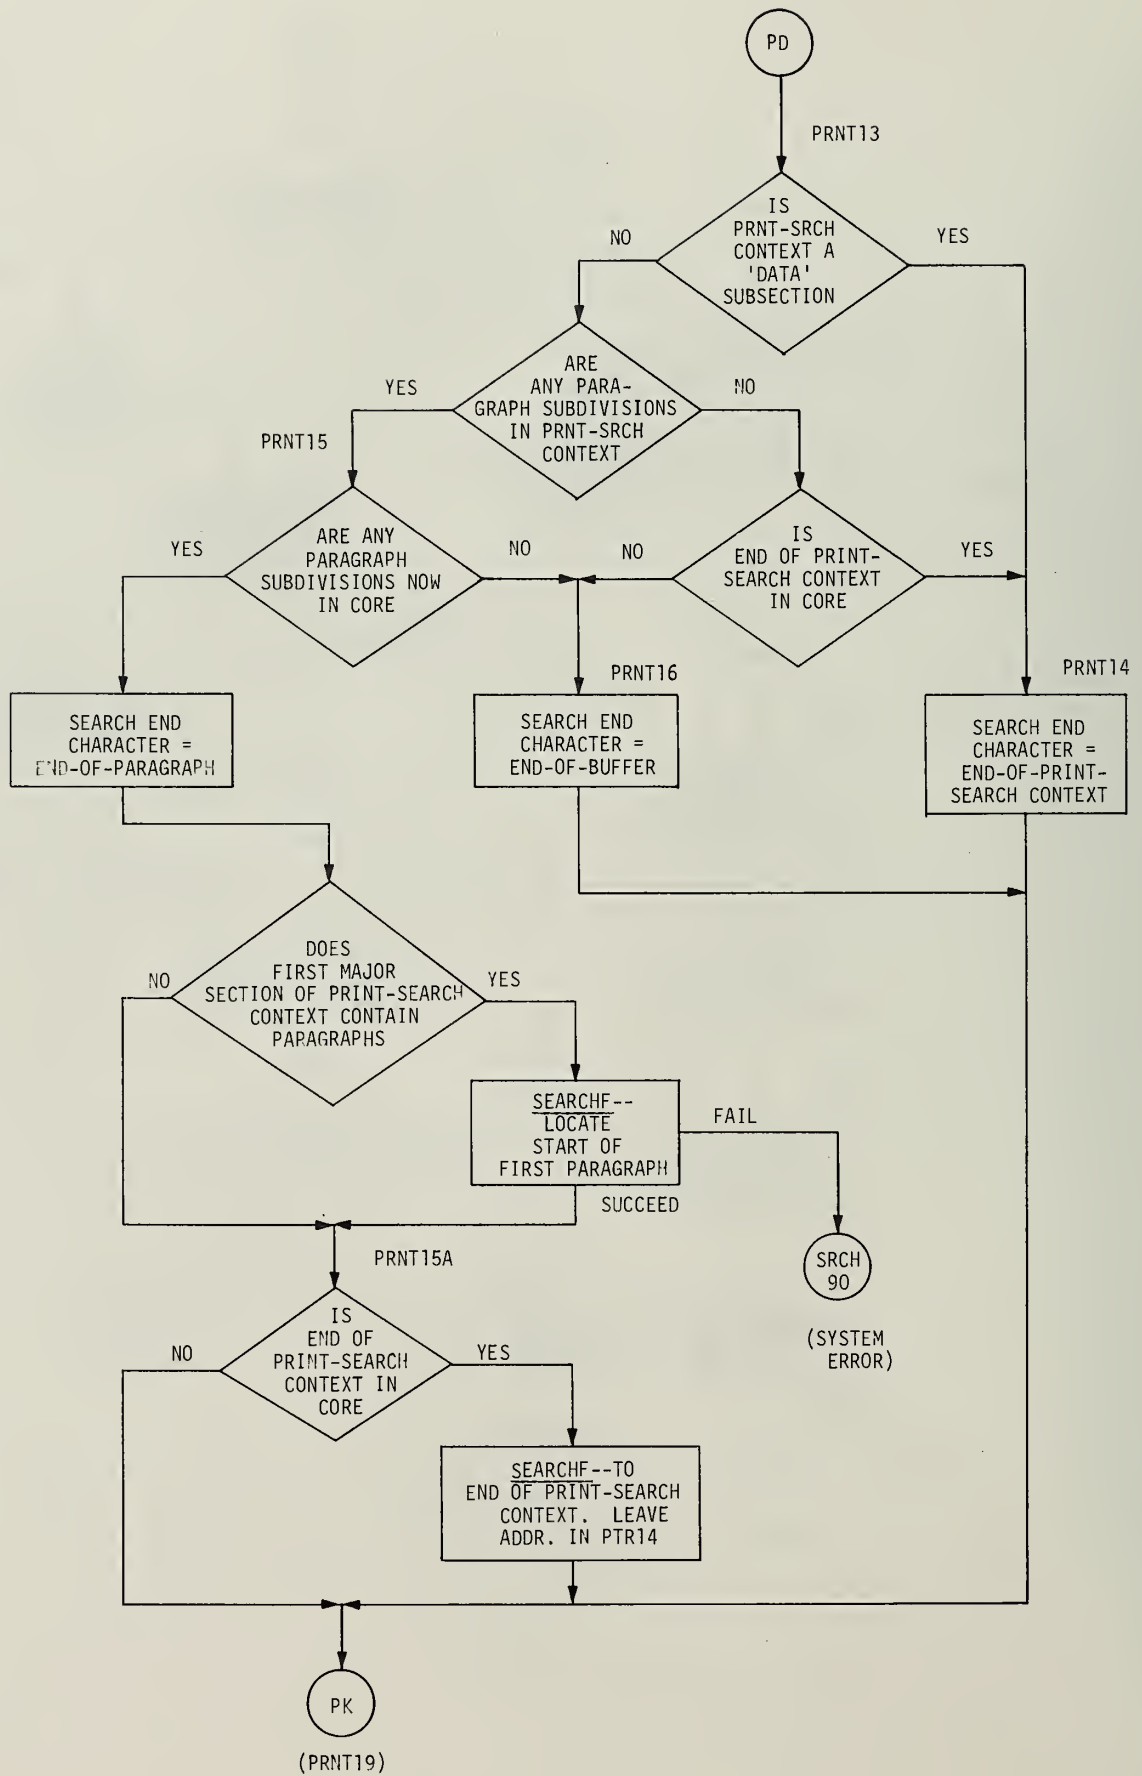 PD
PRNT13
IS
PRNT-SRCH
CONTEXT A
'DATA'
SUBSECTION
NO
YES
ARE
ANY PARA-
GRAPH SUBDIVISIONS
IN PRNT-SRCH
CONTEXT
YES
NO
PRNT15
ARE ANY
PARAGRAPH
SUBDIVISIONS NOW
IN CORE
YES
NO
IS
END OF PRINT-
SEARCH CONTEXT
IN CORE
NO
YES
PRNT16
PRNT14
SEARCH END
CHARACTER =
END-OF-PARAGRAPH
SEARCH END
CHARACTER =
END-OF-BUFFER
SEARCH END
CHARACTER =
END-OF-PRINT-
SEARCH CONTEXT
DOES
FIRST MAJOR
SECTION OF PRINT-SEARCH
CONTEXT CONTAIN
PARAGRAPHS
NO
YES
SEARCHF--
LOCATE
START OF
FIRST PARAGRAPH
FAIL
SUCCEED
SRCH
90
(SYSTEM
ERROR)
PRNT15A
IS
END OF
PRINT-SEARCH
CONTEXT IN
CORE
NO
YES
SEARCHF--TO
END OF PRINT-SEARCH
CONTEXT. LEAVE
ADDR. IN PTR14
PK
(PRNT19)